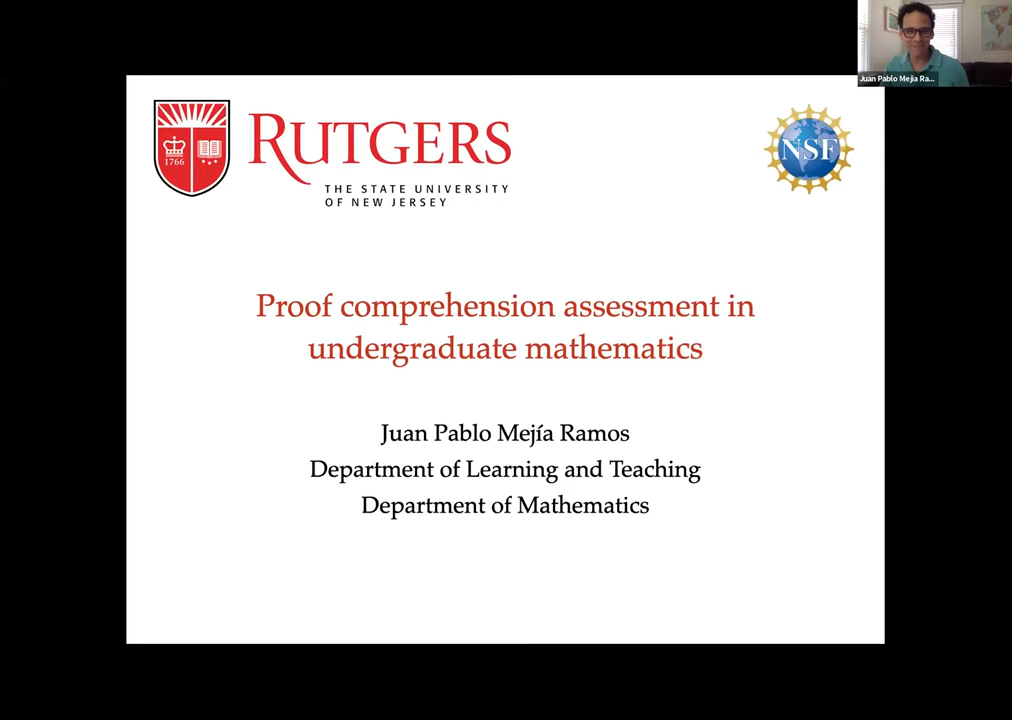 Juan Pablo Mejia Ra...
1766
RUTGERS
THE STATE UNIVERSITY
OF NEW JERSEY
NSF
Proof comprehension assessment in
undergraduate mathematics
Juan Pablo Mejía Ramos
Department of Learning and Teaching
Department of Mathematics